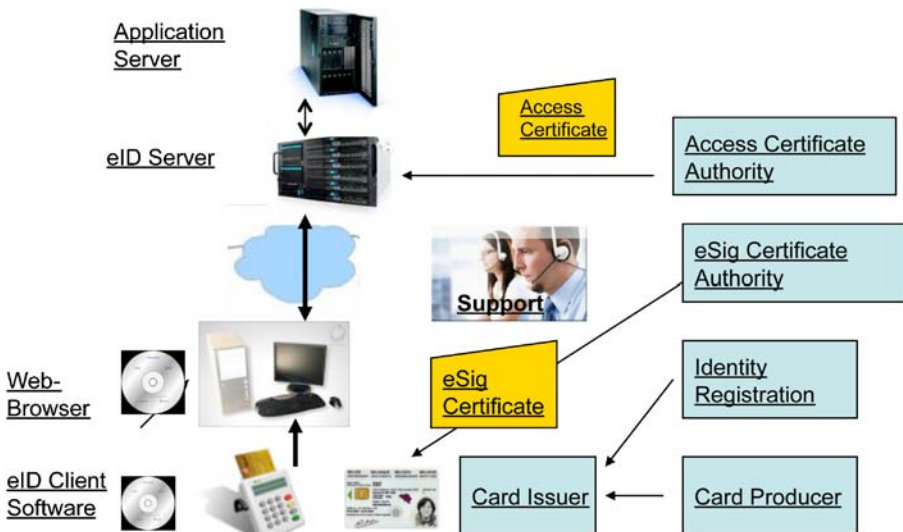 Application
Server
Access
Certificate
eID Server
Access Certificate
Authority
eSig Certificate
Authority
Support
Web-
Browser
eSig
Certificate
Identity
Registration
eID Client
Software
Card Issuer
Card Producer